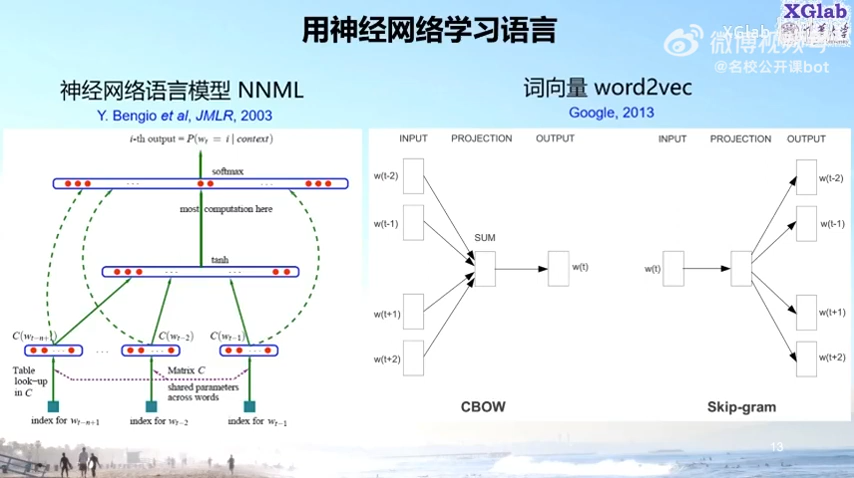 XGlab
用神经网络学习语言
XGlab
微博视频号
@名校公开课bot
神经网络语言模型 NNML
Y. Bengio et al, JMLR, 2003
i-th output = P(wt = i | context)
softmax
most computation here
tanh
C(wt−n+1)
C(wt−2)
C(wt−1)
Table look-up in C
Matrix C
shared parameters across words
index for wt−n+1
index for wt−2
index for wt−1
词向量 word2vec
Google, 2013
INPUT PROJECTION OUTPUT
w(t-2)
w(t-1)
SUM
w(t)
w(t+1)
w(t+2)
CBOW
INPUT PROJECTION OUTPUT
w(t-2)
w(t-1)
w(t)
w(t+1)
w(t+2)
Skip-gram
13